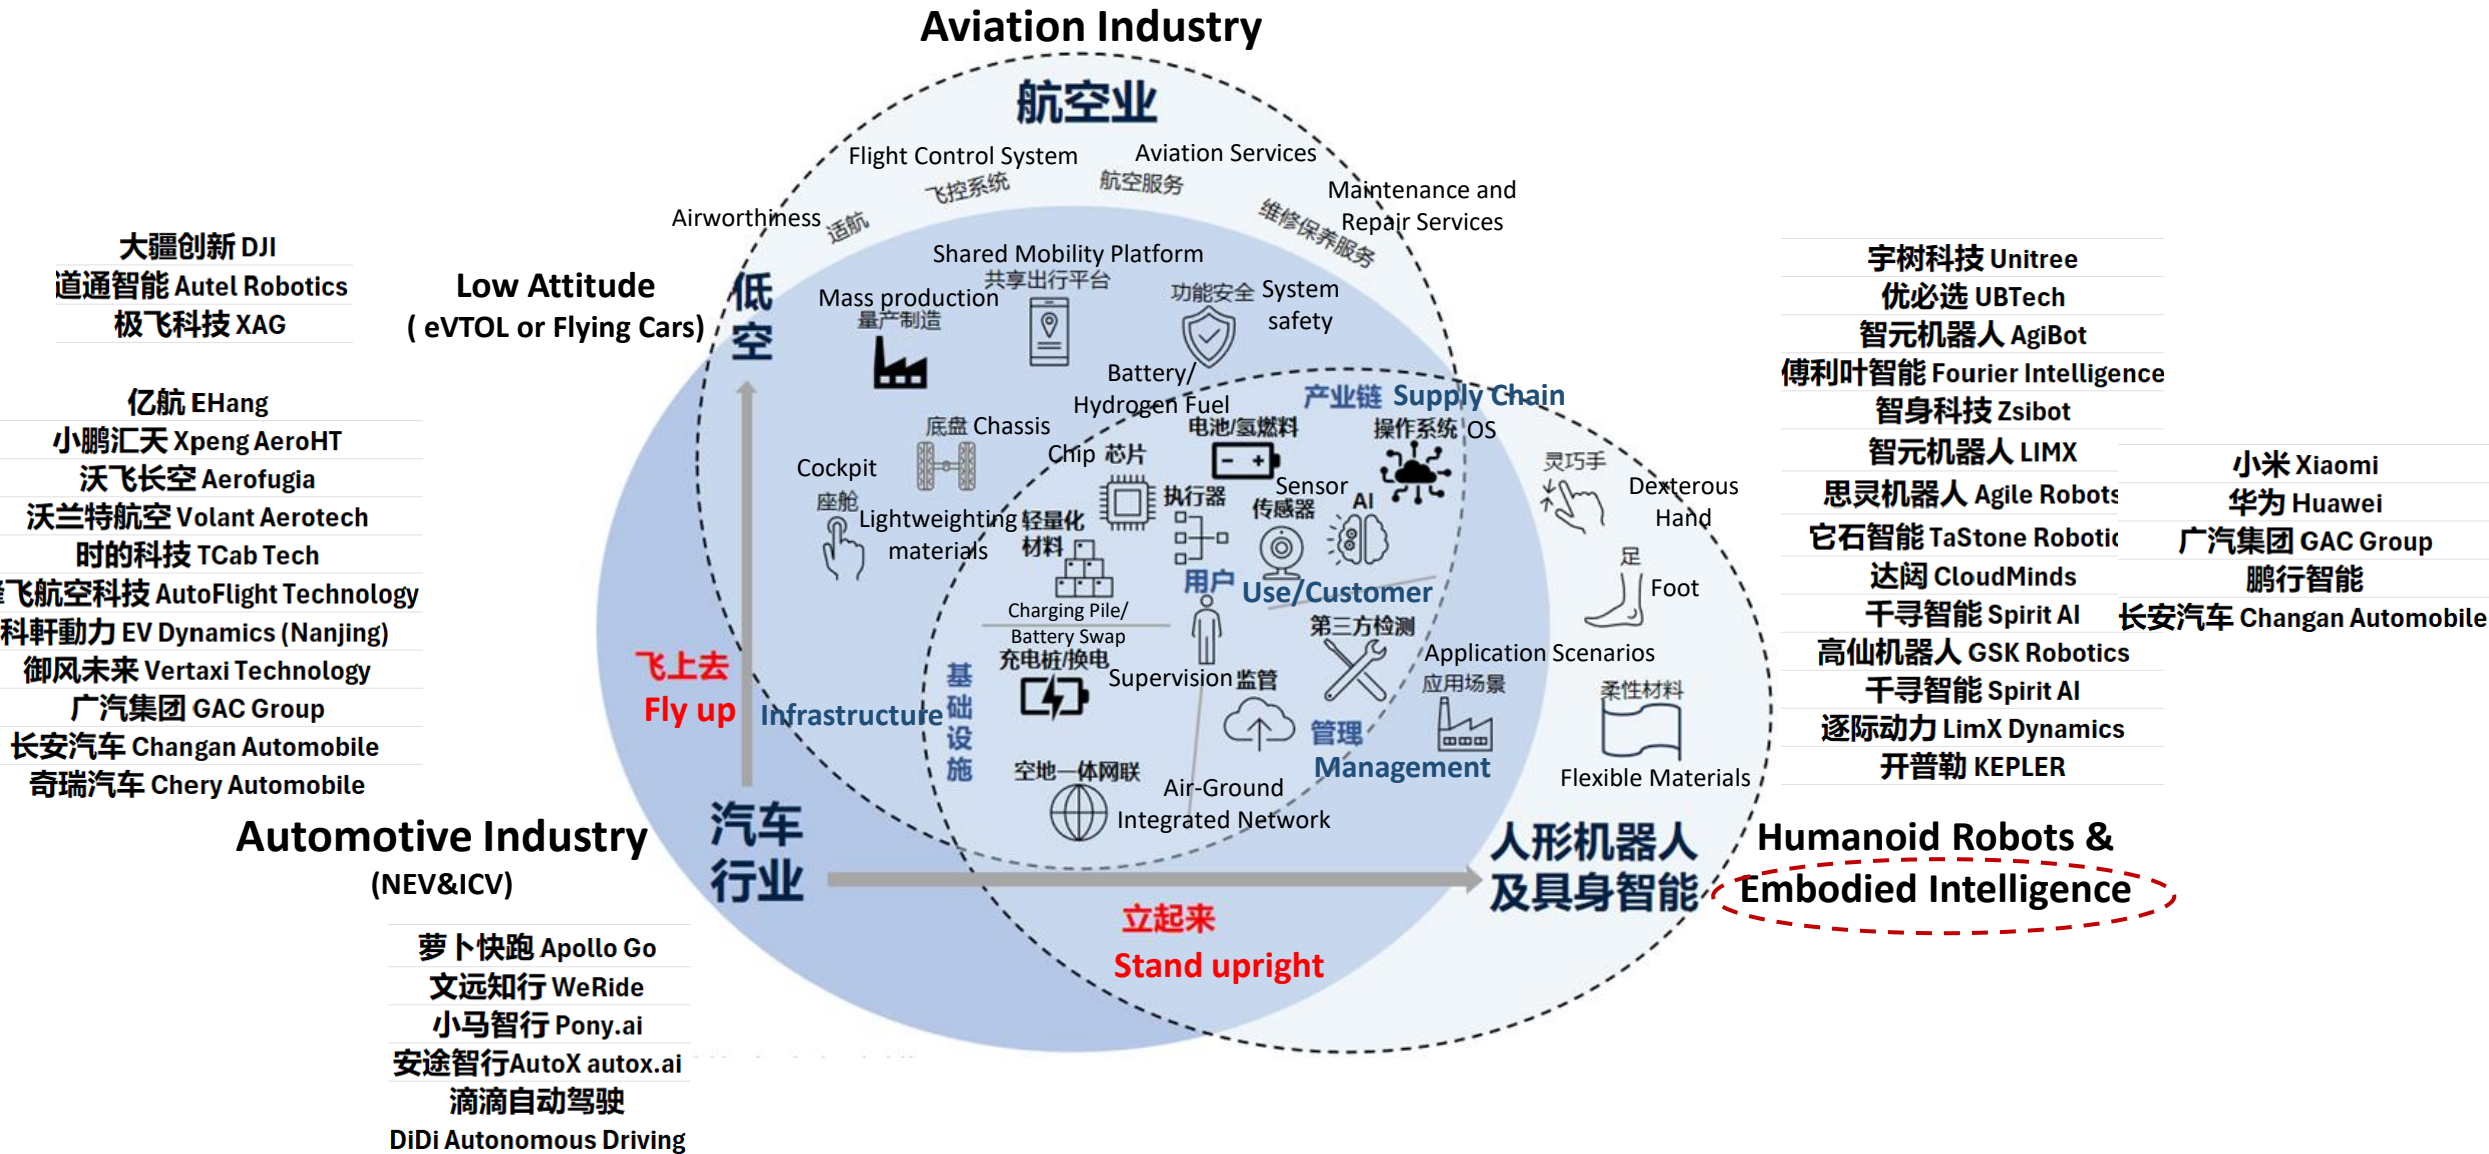 Aviation Industry
航空业
Flight Control System
飞控系统
Aviation Services
航空服务
Maintenance and
Repair Services
维修保养服务
Airworthiness
适航
大疆创新 DJI
道通智能 Autel Robotics
极飞科技 XAG
Low Attitude
( eVTOL or Flying Cars)
低
空
Shared Mobility Platform
共享出行平台
Mass production
量产制造
功能安全 System
safety
亿航 EHang
小鹏汇天 Xpeng AeroHT
沃飞长空 Aerofugia
沃兰特航空 Volant Aerotech
时的科技 TCab Tech
飞航空科技 AutoFlight Technology
科軒動力 EV Dynamics (Nanjing)
御风未来 Vertaxi Technology
广汽集团 GAC Group
长安汽车 Changan Automobile
奇瑞汽车 Chery Automobile
Battery/
Hydrogen Fuel
电池/氢燃料
产业链 Supply Chain
操作系统 OS
底盘 Chassis
Chip 芯片
Cockpit
座舱
执行器
Sensor
传感器
AI
Lightweighting
materials
轻量化
材料
用户 Use/Customer
Charging Pile/
Battery Swap
充电桩/换电
第三方检测
Supervision 监管
Application Scenarios
应用场景
灵巧手
Dexterous
Hand
足
Foot
柔性材料
Flexible Materials
飞上去
Fly up
Infrastructure
基
础
设
施
管理
Management
空地一体网联
Air-Ground
Integrated Network
宇树科技 Unitree
优必选 UBTech
智元机器人 AgiBot
傅利叶智能 Fourier Intelligence
智身科技 Zsibot
智元机器人 LIMX
思灵机器人 Agile Robots
它石智能 TaStone Robotic
达闼 CloudMinds
千寻智能 Spirit AI
高仙机器人 GSK Robotics
千寻智能 Spirit AI
逐际动力 LimX Dynamics
开普勒 KEPLER
小米 Xiaomi
华为 Huawei
广汽集团 GAC Group
鹏行智能
长安汽车 Changan Automobile
Automotive Industry
(NEV&ICV)
汽车
行业
人形机器人
及具身智能
Humanoid Robots &
Embodied Intelligence
立起来
Stand upright
萝卜快跑 Apollo Go
文远知行 WeRide
小马智行 Pony.ai
安途智行AutoX autox.ai
滴滴自动驾驶
DiDi Autonomous Driving